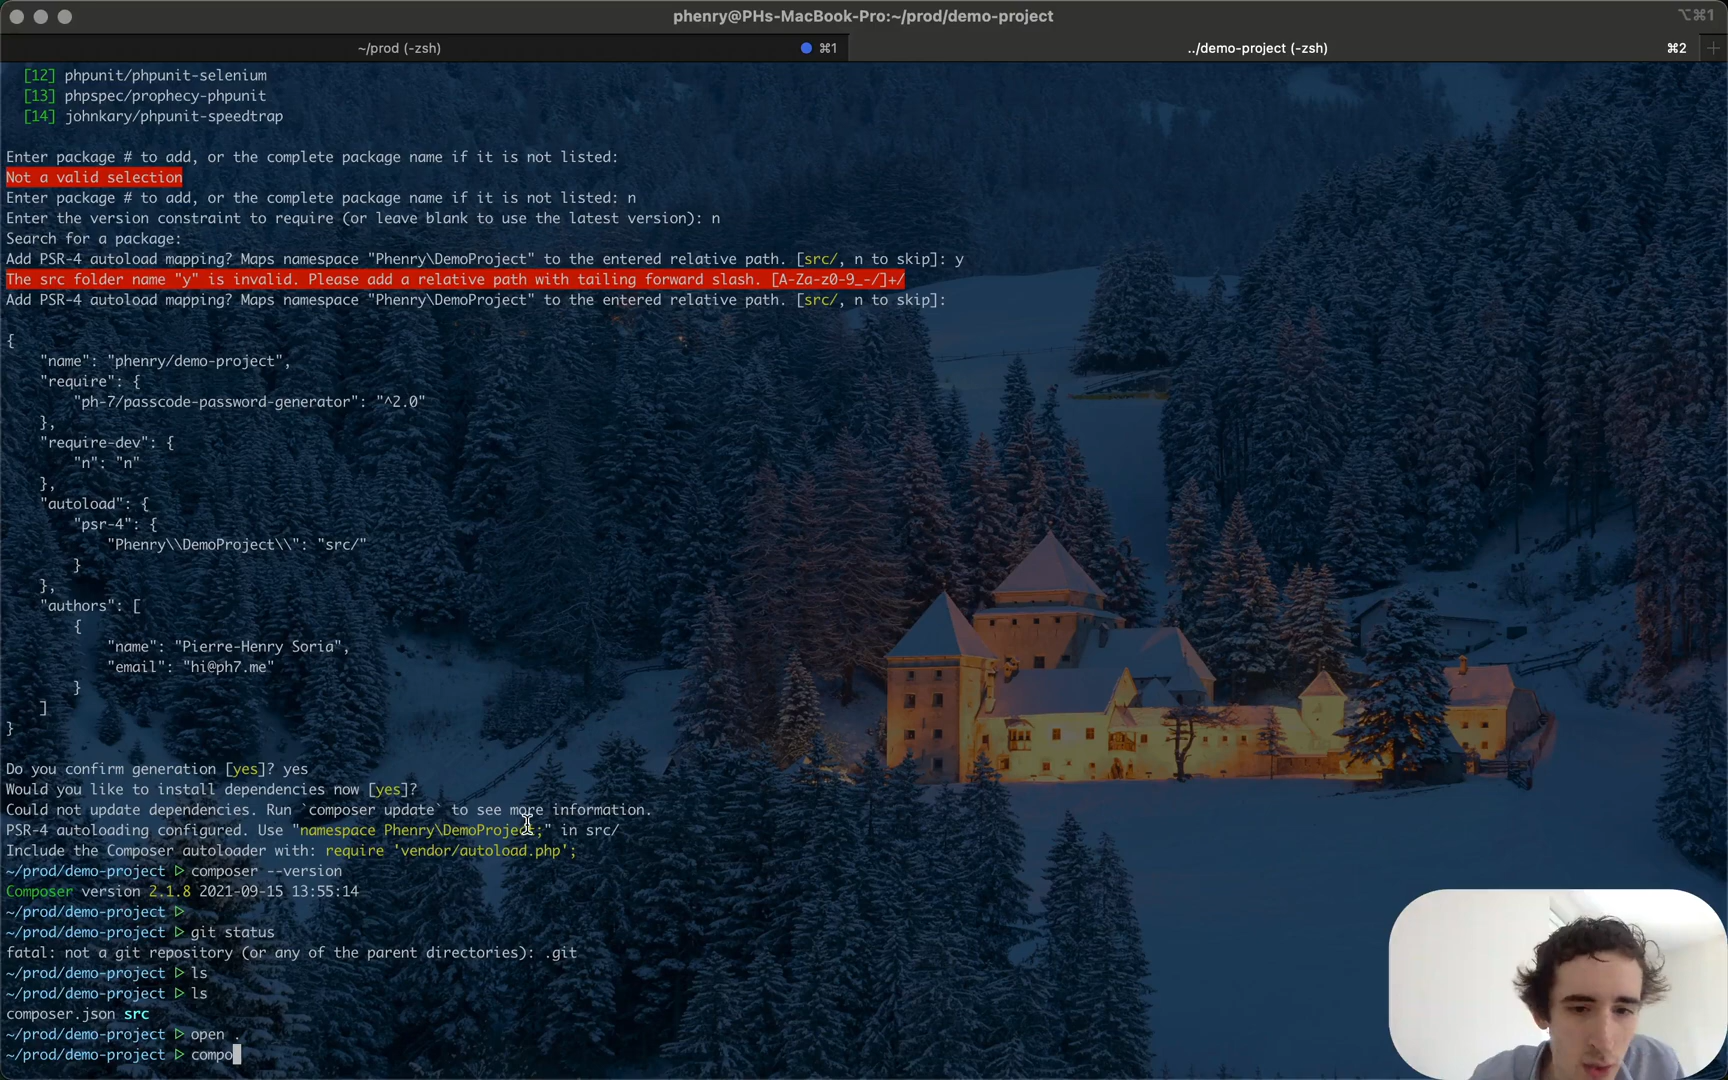 phenry@PHs-MacBook-Pro:~/prod/demo-project
⌥⌘1
~/prod (-zsh)
⌘1
../demo-project (-zsh)
⌘2
[12] phpunit/phpunit-selenium
[13] phpspec/prophecy-phpunit
[14] johnkary/phpunit-speedtrap
Enter package # to add, or the complete package name if it is not listed:
Not a valid selection
Enter package # to add, or the complete package name if it is not listed: n
Enter the version constraint to require (or leave blank to use the latest version): n
Search for a package:
Add PSR-4 autoload mapping? Maps namespace "Phenry\DemoProject" to the entered relative path. [src/, n to skip]: y
The src folder name "y" is invalid. Please add a relative path with tailing forward slash. [A-Za-z0-9_-/]+/
Add PSR-4 autoload mapping? Maps namespace "Phenry\DemoProject" to the entered relative path. [src/, n to skip]:
{
"name": "phenry/demo-project",
"require": {
"ph-7/passcode-password-generator": "^2.0"
},
"require-dev": {
"n": "n"
},
"autoload": {
"psr-4": {
"Phenry\\DemoProject\\": "src/"
}
},
"authors": [
{
"name": "Pierre-Henry Soria",
"email": "hi@ph7.me"
}
]
}
Do you confirm generation [yes]? yes
Would you like to install dependencies now [yes]?
Could not update dependencies. Run `composer update` to see more information.
PSR-4 autoloading configured. Use "namespace Phenry\DemoProject;" in src/
Include the Composer autoloader with: require 'vendor/autoload.php';
~/prod/demo-project ▷ composer --version
Composer version 2.1.8 2021-09-15 13:55:14
~/prod/demo-project ▷
~/prod/demo-project ▷ git status
fatal: not a git repository (or any of the parent directories): .git
~/prod/demo-project ▷ ls
~/prod/demo-project ▷ ls
composer.json src
~/prod/demo-project ▷ open .
~/prod/demo-project ▷ compo